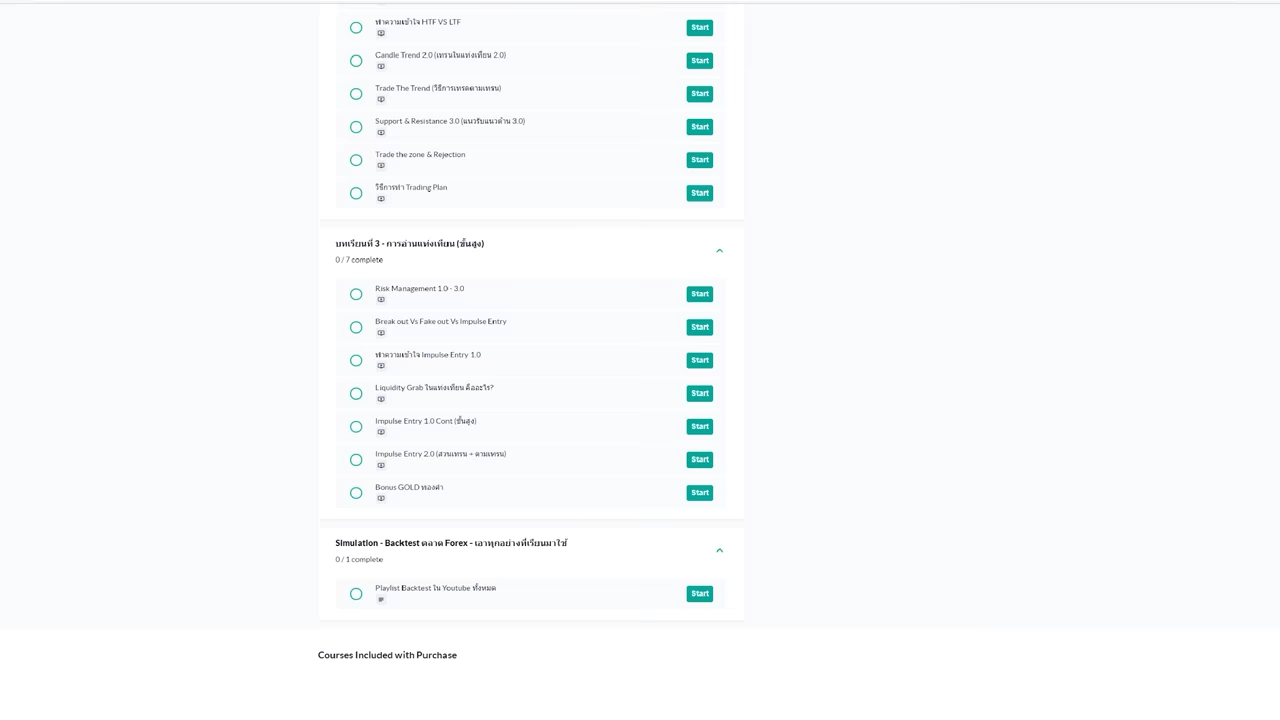 ทำความเข้าใจ HTF VS LTF
Start
Candle Trend 2.0 (เทรนในแท่งเทียน 2.0)
Start
Trade The Trend (วิธีการเทรดตามเทรน)
Start
Support & Resistance 3.0 (แนวรับแนวต้าน 3.0)
Start
Trade the zone & Rejection
Start
วิธีการทำ Trading Plan
Start
บทเรียนที่ 3 - การอ่านแท่งเทียน (ขั้นสูง)
0 / 7 complete
Risk Management 1.0 - 3.0
Start
Break out Vs Fake out Vs Impulse Entry
Start
ทำความเข้าใจ Impulse Entry 1.0
Start
Liquidity Grab ในแท่งเทียน คืออะไร?
Start
Impulse Entry 1.0 Cont (ขั้นสูง)
Start
Impulse Entry 2.0 (สวนเทรน + ตามเทรน)
Start
Bonus GOLD ทองคำ
Start
Simulation - Backtest ตลาด Forex - เอาทุกอย่างที่เรียนมาใช้
0 / 1 complete
Playlist Backtest ใน Youtube ทั้งหมด
Start
Courses Included with Purchase